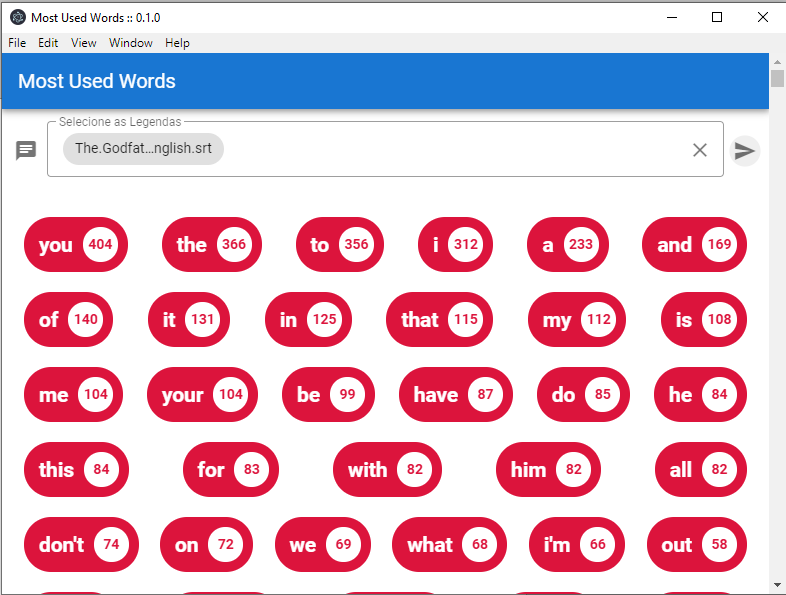 Most Used Words :: 0.1.0
File Edit View Window Help
Most Used Words
Selecione as Legendas
The.Godfat...nglish.srt
you 404 the 366 to 356 i 312 a 233 and 169
of 140 it 131 in 125 that 115 my 112 is 108
me 104 your 104 be 99 have 87 do 85 he 84
this 84 for 83 with 82 him 82 all 82
don't 74 on 72 we 69 what 68 i'm 66 out 58